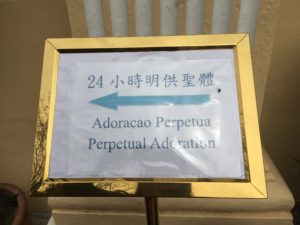 24 小時明供聖體
Adoracao Perpetua
Perpetual Adoration